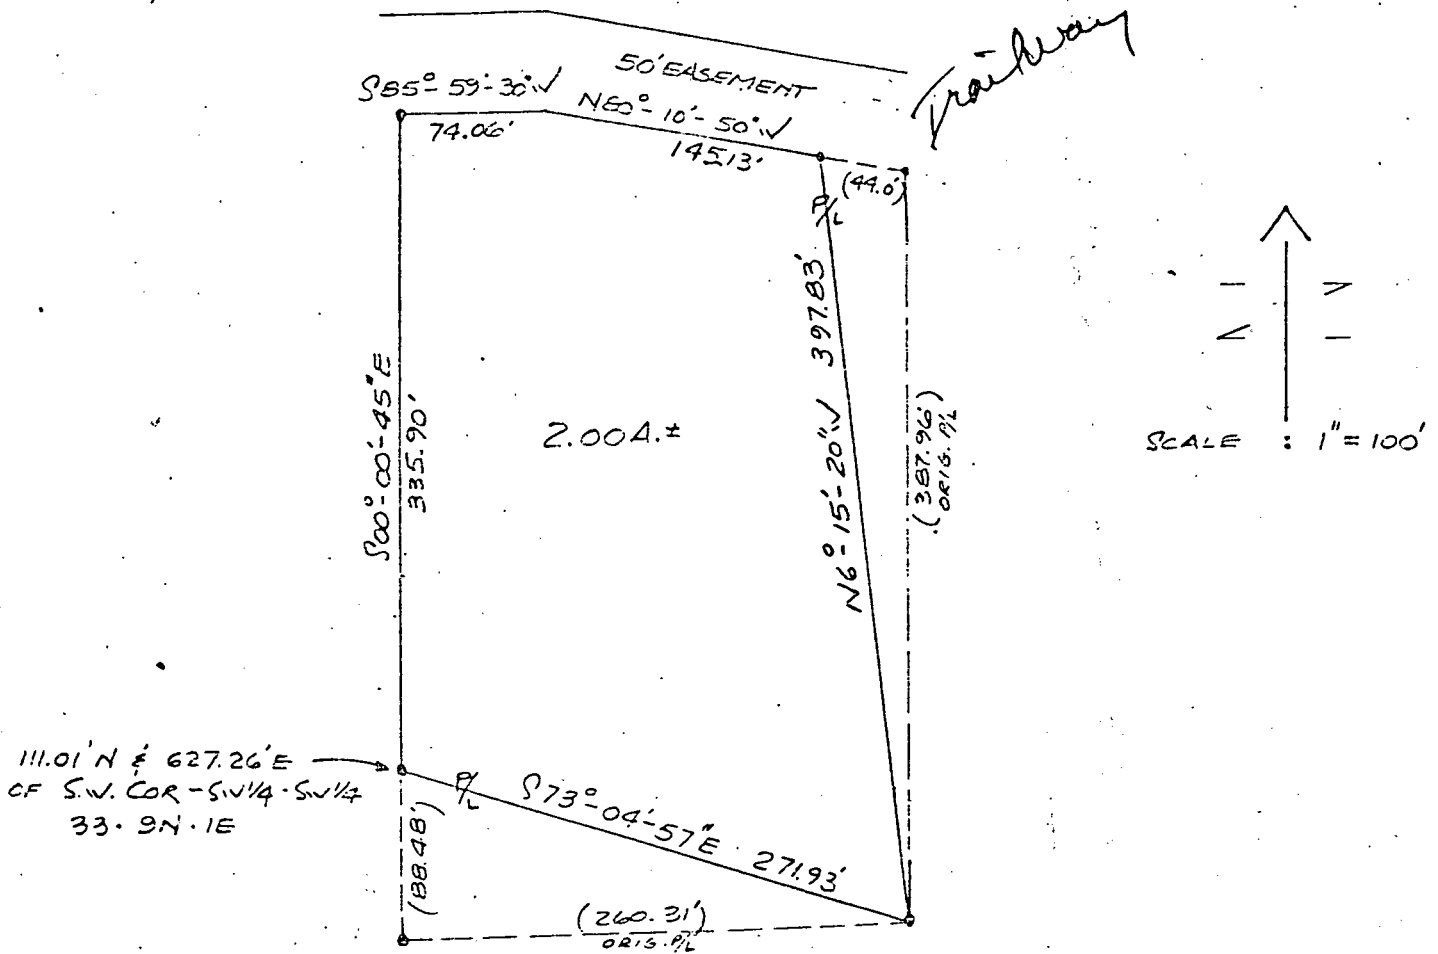 50' EASEMENT
S85°-59'-30"W
N80°-10'-50"W
74.06'
145.13'
(44.0')
P/L
N6°-15'-20"W 397.83'
(387.96')
ORIG. P/L
S00°-00'-45"E
335.90'
2.00A.±
SCALE : 1"=100'
111.01'N & 627.26'E
OF S.W. COR-SW1/4-SW1/4
33-9N-1E
P/L
S73°-04'-57"E 271.93'
(88.48')
(260.31')
ORIG. P/L